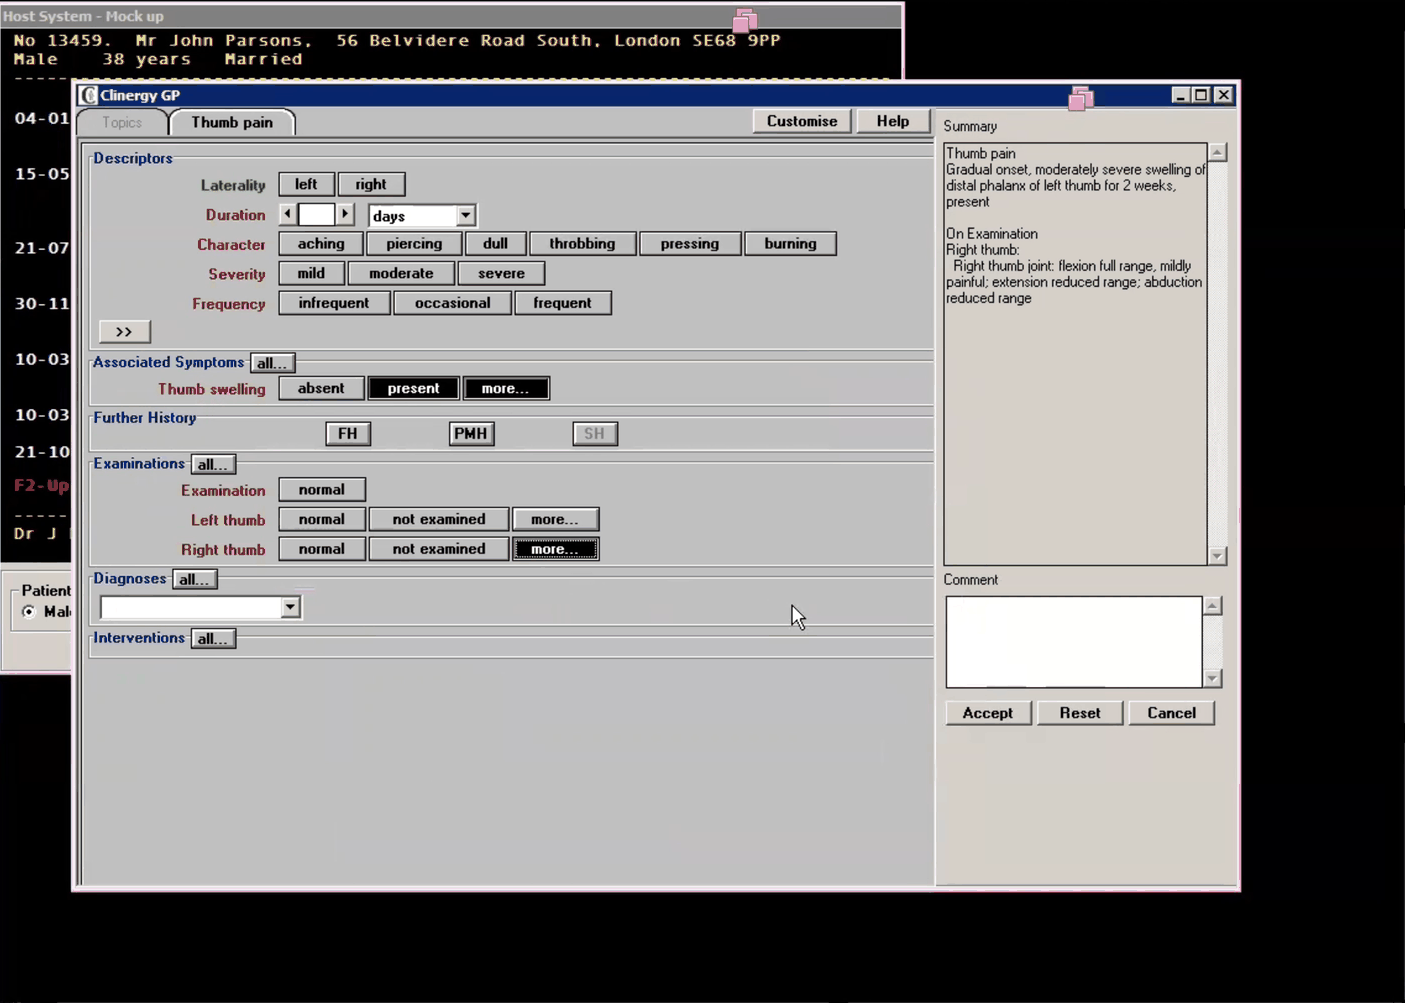 Host System - Mock up
No 13459. Mr John Parsons, 56 Belvidere Road South, London SE68 9PP
Male 38 years Married
Clinergy GP
Topics Thumb pain Customise Help
Descriptors
Laterality left right
Duration days
Character aching piercing dull throbbing pressing burning
Severity mild moderate severe
Frequency infrequent occasional frequent
>>
Associated Symptoms all...
Thumb swelling absent present more...
Further History
FH PMH SH
Examinations all...
Examination normal
Left thumb normal not examined more...
Right thumb normal not examined more...
Diagnoses all...
Interventions all...
Summary
Thumb pain
Gradual onset, moderately severe swelling of
distal phalanx of left thumb for 2 weeks,
present
On Examination
Right thumb:
Right thumb joint: flexion full range, mildly
painful; extension reduced range; abduction
reduced range
Comment
Accept Reset Cancel
04-01
15-05
21-07
30-11
10-03
10-03
21-10
F2-Up
Dr J
Patient